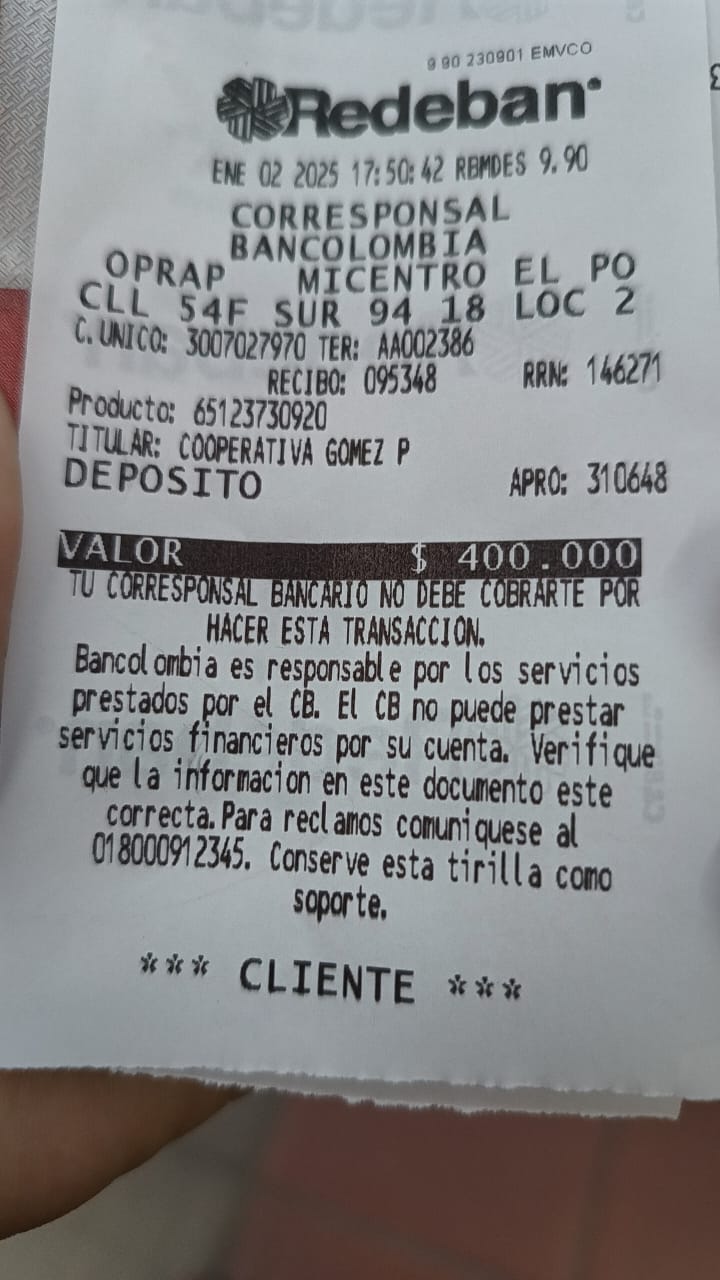 9 90 230901 EMVCO
Redeban
ENE 02 2025 17:50:42 RBMDES 9.90
CORRESPONSAL
BANCOLOMBIA
OPRAP MICENTRO EL PO
CLL 54F SUR 94 18 LOC 2
C. UNICO: 3007027970 TER: AA002386
RECIBO: 095348 RRN: 146271
Producto: 65123730920
TITULAR: COOPERATIVA GOMEZ P
DEPOSITO APRO: 310648
VALOR $ 400.000
TU CORRESPONSAL BANCARIO NO DEBE COBRARTE POR
HACER ESTA TRANSACCION.
Bancolombia es responsable por los servicios
prestados por el CB. El CB no puede prestar
servicios financieros por su cuenta. Verifique
que la informacion en este documento este
correcta. Para reclamos comuniquese al
018000912345. Conserve esta tirilla como
soporte.
*** CLIENTE ***